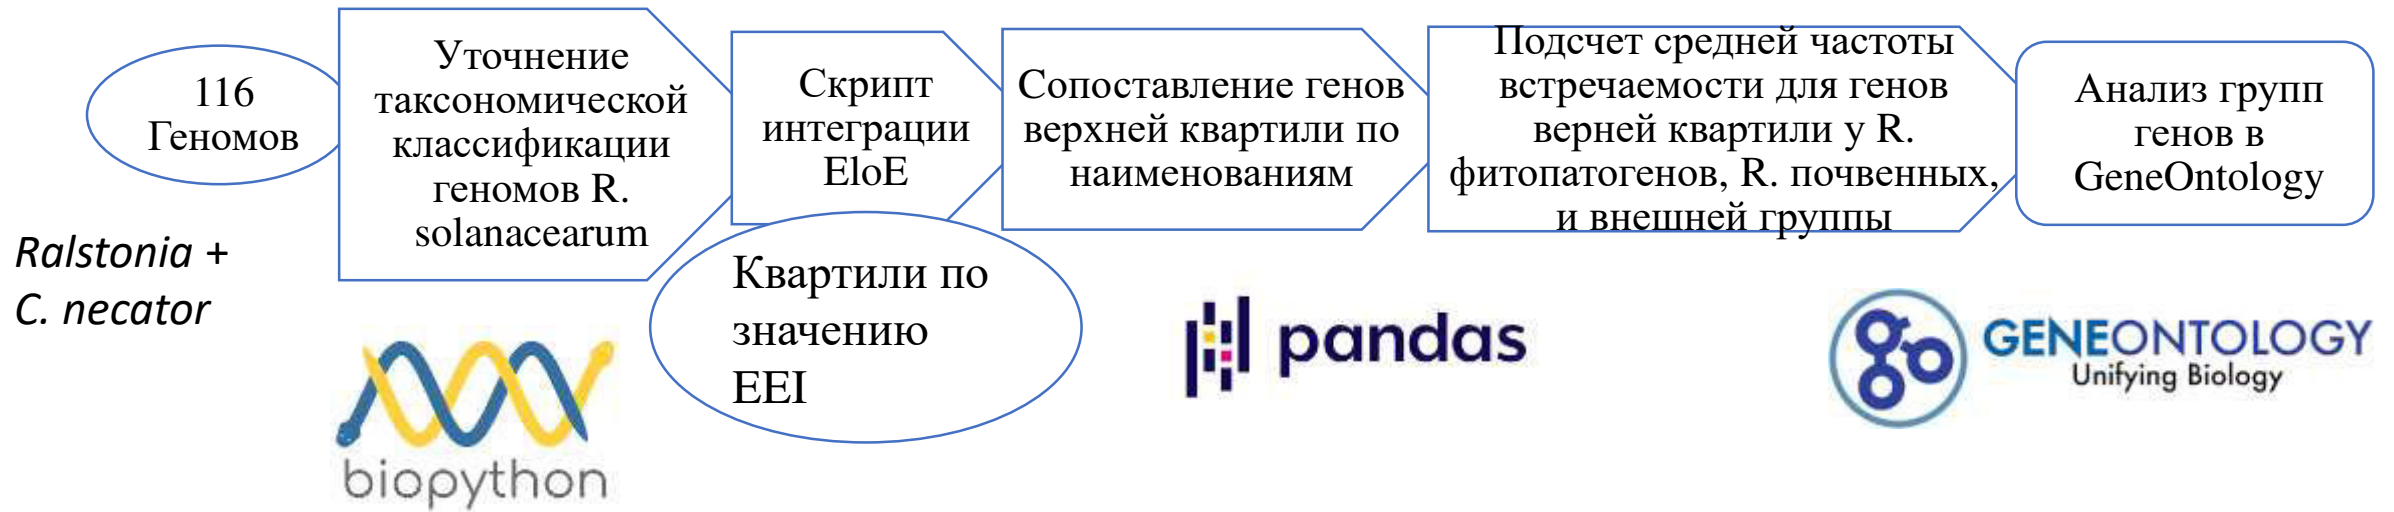 116
Геномов
Уточнение
таксономической
классификации
геномов R.
solanacearum
Скрипт
интеграции
EloE
Сопоставление генов
верхней квартили по
наименованиям
Подсчет средней частоты
встречаемости для генов
верней квартили у R.
фитопатогенов, R. почвенных,
и внешней группы
Анализ групп
генов в
GeneOntology
Ralstonia +
C. necator
Квартили по
значению
EEI
biopython
pandas
GENEONTOLOGY
Unifying Biology